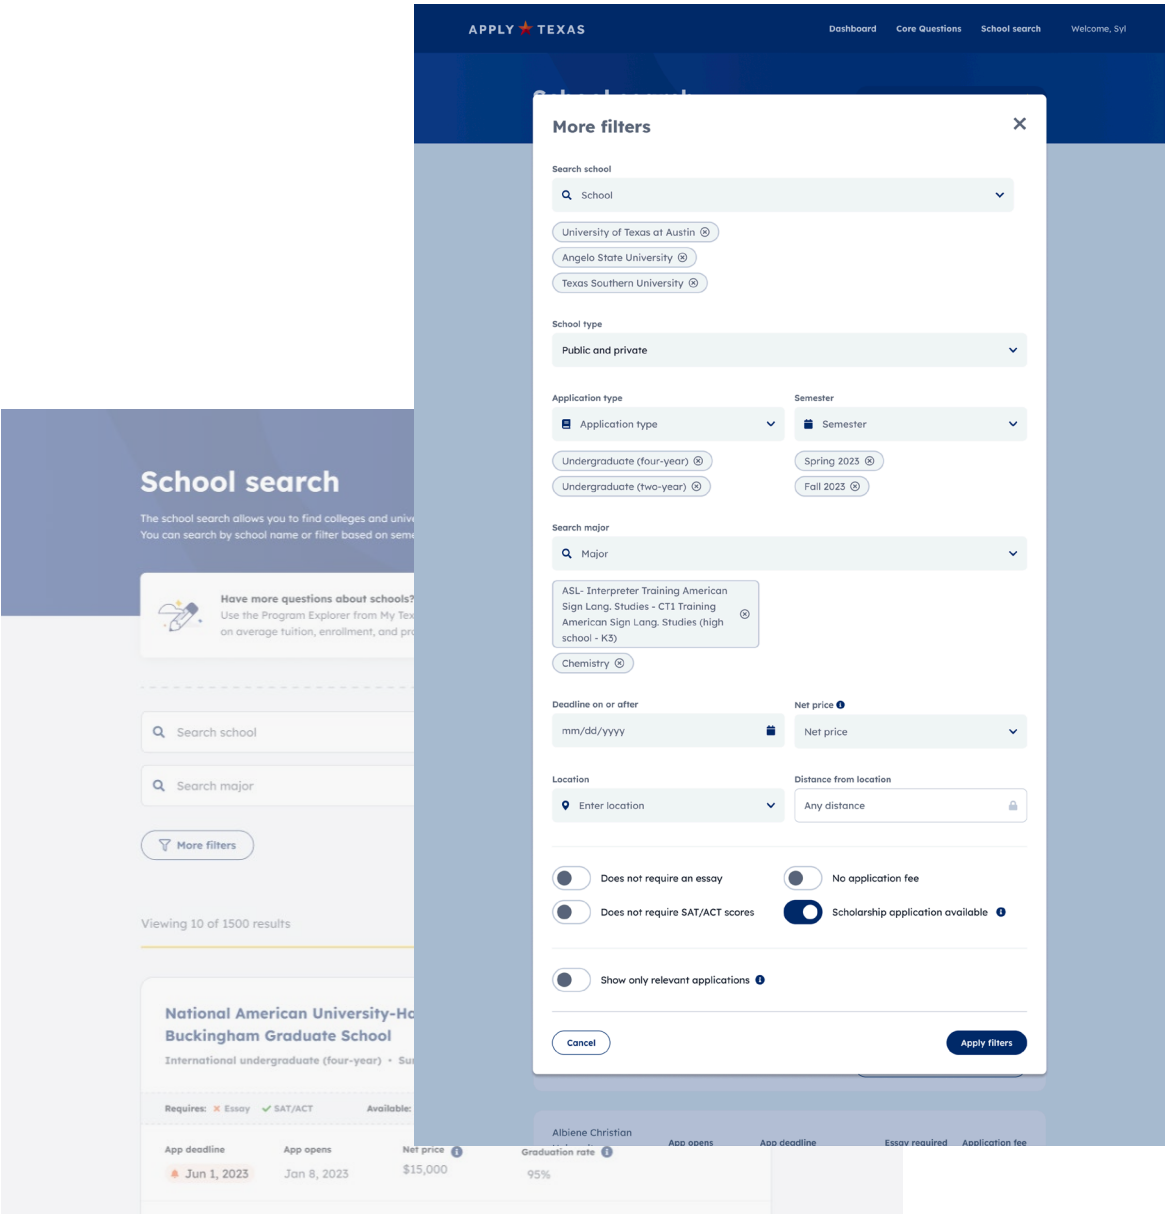 APPLY TEXAS
Dashboard Core Questions School search Welcome, Syl
More filters
Search school
School
University of Texas at Austin
Angelo State University
Texas Southern University
School type
Public and private
Application type Semester
Application type Semester
Undergraduate (four-year) Spring 2023
Undergraduate (two-year) Fall 2023
Search major
Major
ASL- Interpreter Training American
Sign Lang. Studies - CT1 Training
American Sign Lang. Studies (high
school - K3)
Chemistry
Deadline on or after Net price
mm/dd/yyyy Net price
Location Distance from location
Enter location Any distance
Does not require an essay No application fee
Does not require SAT/ACT scores Scholarship application available
Show only relevant applications
Cancel Apply filters
Albiene Christian
App opens App deadline Essay required Application fee
School search
The school search allows you to find colleges and
You can search by school name or filter based on
Have more questions about schools?
Use the Program Explorer from My
on average tuition, enrollment, and
Search school
Search major
More filters
Viewing 10 of 1500 results
National American
Buckingham Graduate School
International undergraduate (four-year) •
Requires: Essay SAT/ACT Available:
App deadline App opens Net price Graduation rate
Jun 1, 2023 Jan 8, 2023 $15,000 95%